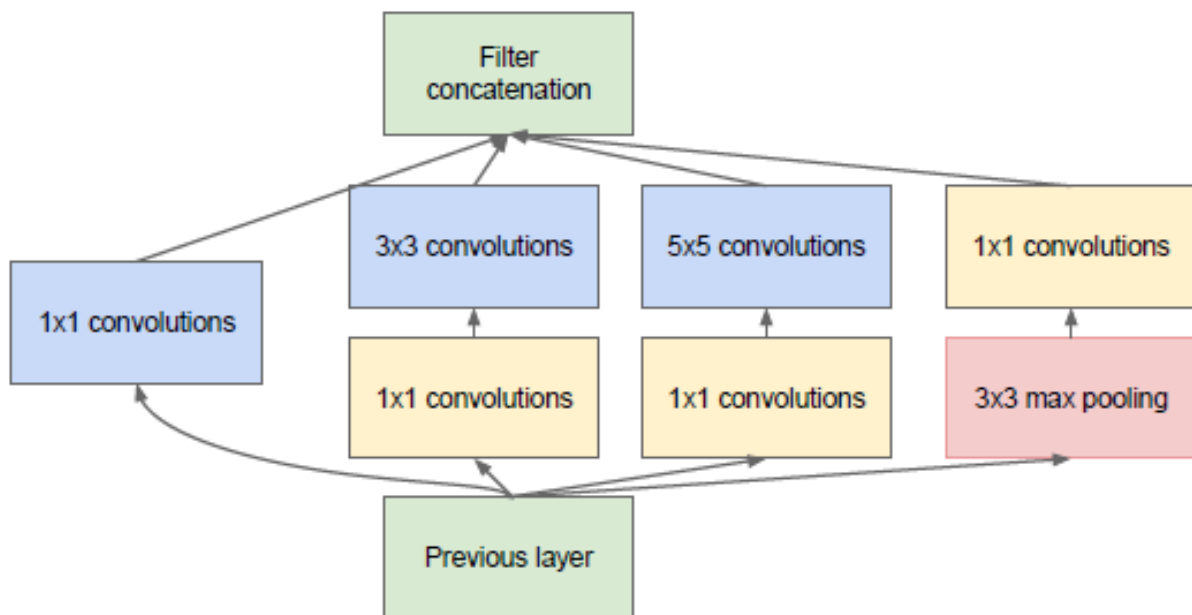 Filter
concatenation
3x3 convolutions
5x5 convolutions
1x1 convolutions
1x1 convolutions
1x1 convolutions
1x1 convolutions
3x3 max pooling
Previous layer